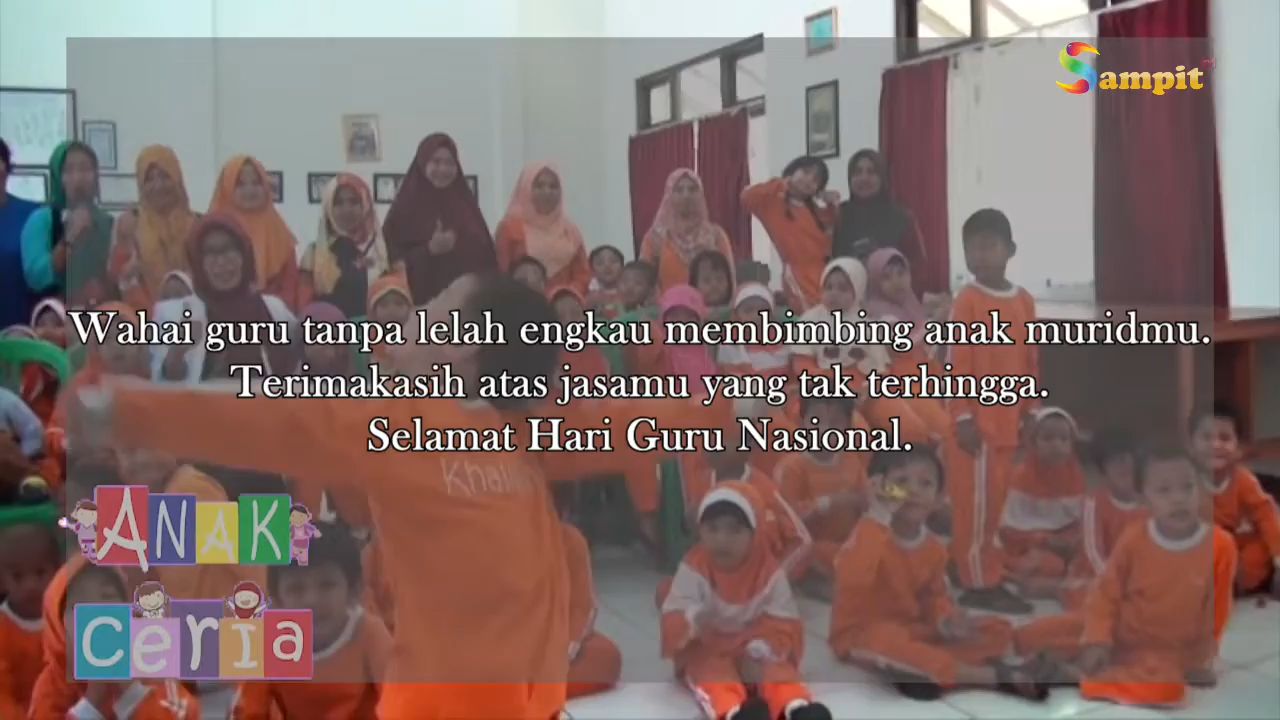 Sampit
Wahai guru tanpa lelah engkau membimbing anak muridmu.
Terimakasih atas jasamu yang tak terhingga.
Selamat Hari Guru Nasional.
ANAK
ceria